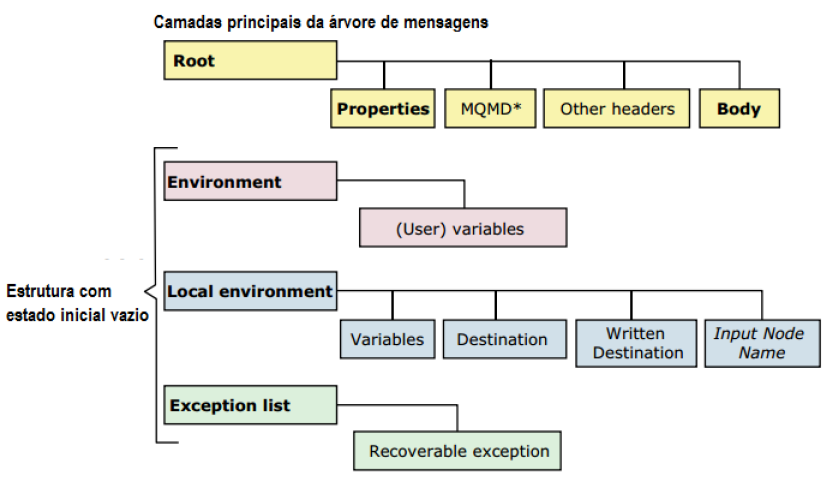 Camadas principais da árvore de mensagens
Root
Properties
MQMD*
Other headers
Body
Environment
(User) variables
Estrutura com
estado inicial vazio
Local environment
Variables
Destination
Written
Destination
Input Node
Name
Exception list
Recoverable exception